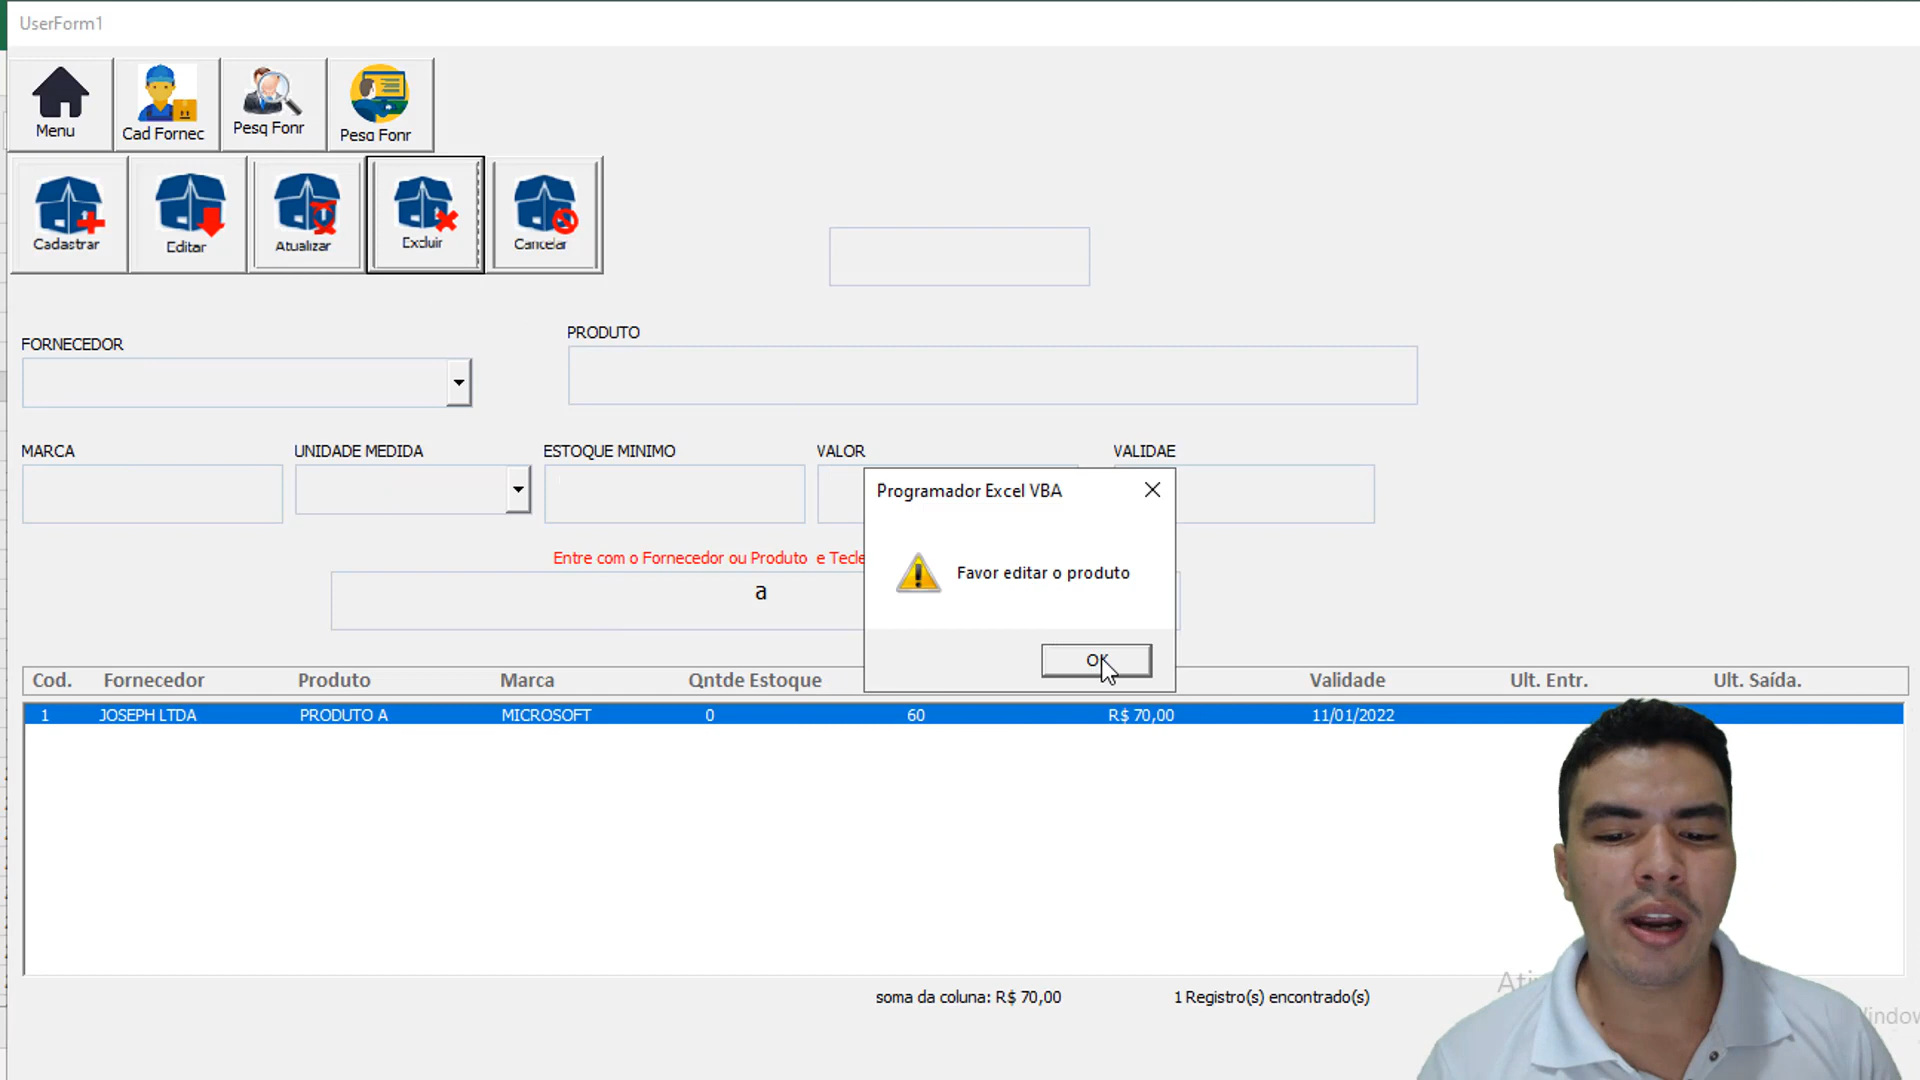 UserForm1
Menu
Cad Fornec
Pesq Fonr
Pesq Fonr
Cadastrar
Editar
Atualizar
Excluir
Cancelar
FORNECEDOR
PRODUTO
MARCA
UNIDADE MEDIDA
ESTOQUE MINIMO
VALOR
VALIDAE
Programador Excel VBA
Favor editar o produto
OK
Entre com o Fornecedor ou Produto e Tecle
a
Cod. Fornecedor Produto Marca Qntde Estoque Validade Ult. Entr. Ult. Saída.
1 JOSEPH LTDA PRODUTO A MICROSOFT 0 60 R$ 70,00 11/01/2022
soma da coluna: R$ 70,00
1 Registro(s) encontrado(s)